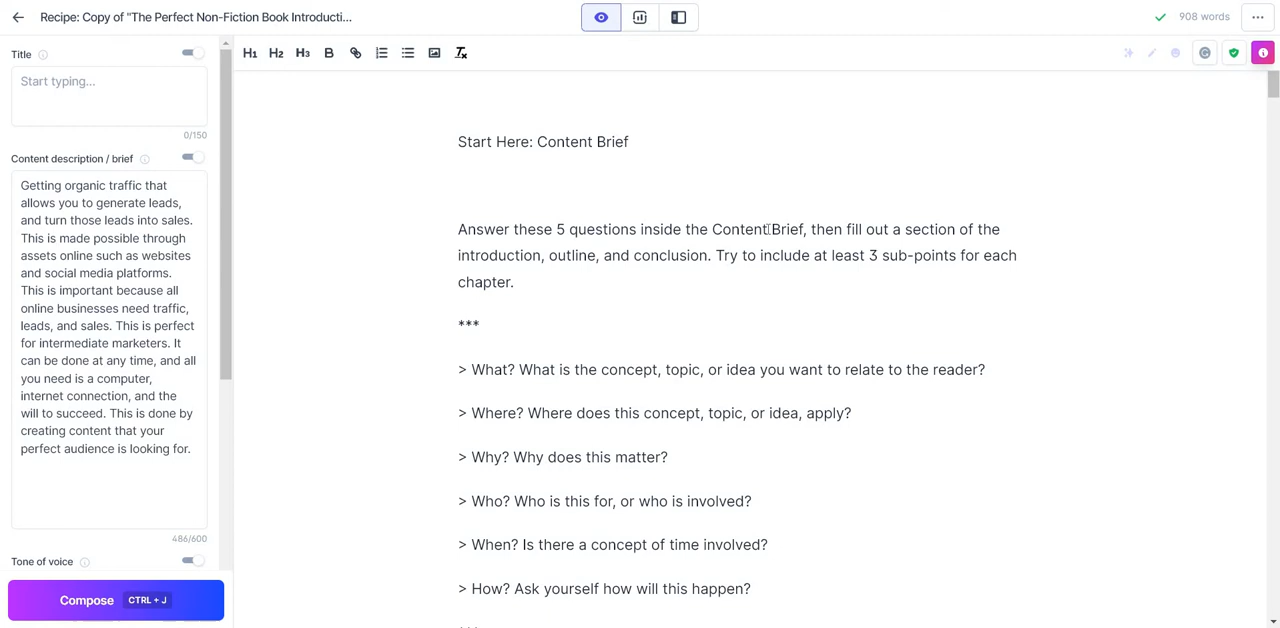 Recipe: Copy of "The Perfect Non-Fiction Book Introducti...
908 words
Title
Start typing...
0/150
Content description / brief
Getting organic traffic that
allows you to generate leads,
and turn those leads into sales.
This is made possible through
assets online such as websites
and social media platforms.
This is important because all
online businesses need traffic,
leads, and sales. This is perfect
for intermediate marketers. It
can be done at any time, and all
you need is a computer,
internet connection, and the
will to succeed. This is done by
creating content that your
perfect audience is looking for.
486/600
Tone of voice
Compose CTRL + J
H1 H2 H3 B
Start Here: Content Brief
Answer these 5 questions inside the Content Brief, then fill out a section of the
introduction, outline, and conclusion. Try to include at least 3 sub-points for each
chapter.
***
> What? What is the concept, topic, or idea you want to relate to the reader?
> Where? Where does this concept, topic, or idea, apply?
> Why? Why does this matter?
> Who? Who is this for, or who is involved?
> When? Is there a concept of time involved?
> How? Ask yourself how will this happen?
***